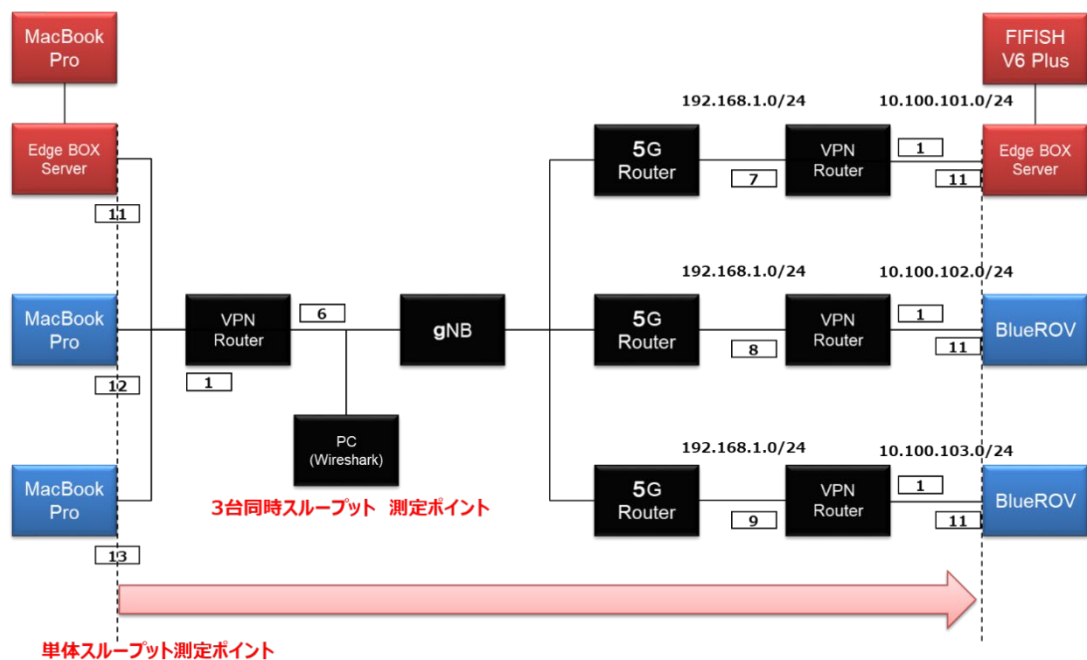 MacBook
Pro
FIFISH
V6 Plus
192.168.1.0/24
10.100.101.0/24
Edge BOX
Server
5G
Router
VPN
Router
1
Edge BOX
Server
7
11
11
192.168.1.0/24
10.100.102.0/24
MacBook
Pro
VPN
Router
6
gNB
5G
Router
VPN
Router
1
BlueROV
8
11
12
1
PC
(Wireshark)
192.168.1.0/24
10.100.103.0/24
MacBook
Pro
3台同時スループット 測定ポイント
5G
Router
VPN
Router
1
BlueROV
9
11
13
単体スループット測定ポイント